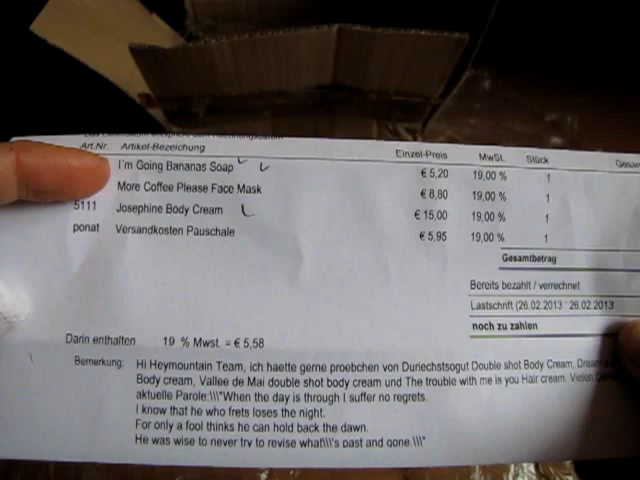 Art.Nr. Artikel-Bezeichung Einzel-Preis MwSt. Stück
I'm Going Bananas Soap € 5,20 19,00 % 1
More Coffee Please Face Mask € 8,80 19,00 % 1
5111 Josephine Body Cream € 15,00 19,00 % 1
ponat Versandkosten Pauschale € 5,95 19,00 % 1
Gesamtbetrag
Bereits bezahlt / verrechnet
Lastschrift (26.02.2013 26.02.2013
noch zu zahlen
Darin enthalten 19 % Mwst. = € 5,58
Bemerkung: Hi Heymountain Team, ich haette gerne proebchen von Duriechstsogut Double shot Body Cream,
Body cream, Vallee de Mai double shot body cream und The trouble with me is you Hair cream. Vielen
aktuelle Parole:\\\"When the day is through I suffer no regrets.
I know that he who frets loses the night.
For only a fool thinks he can hold back the dawn.
He was wise to never try to revise what\\\'s past and gone.\\\"